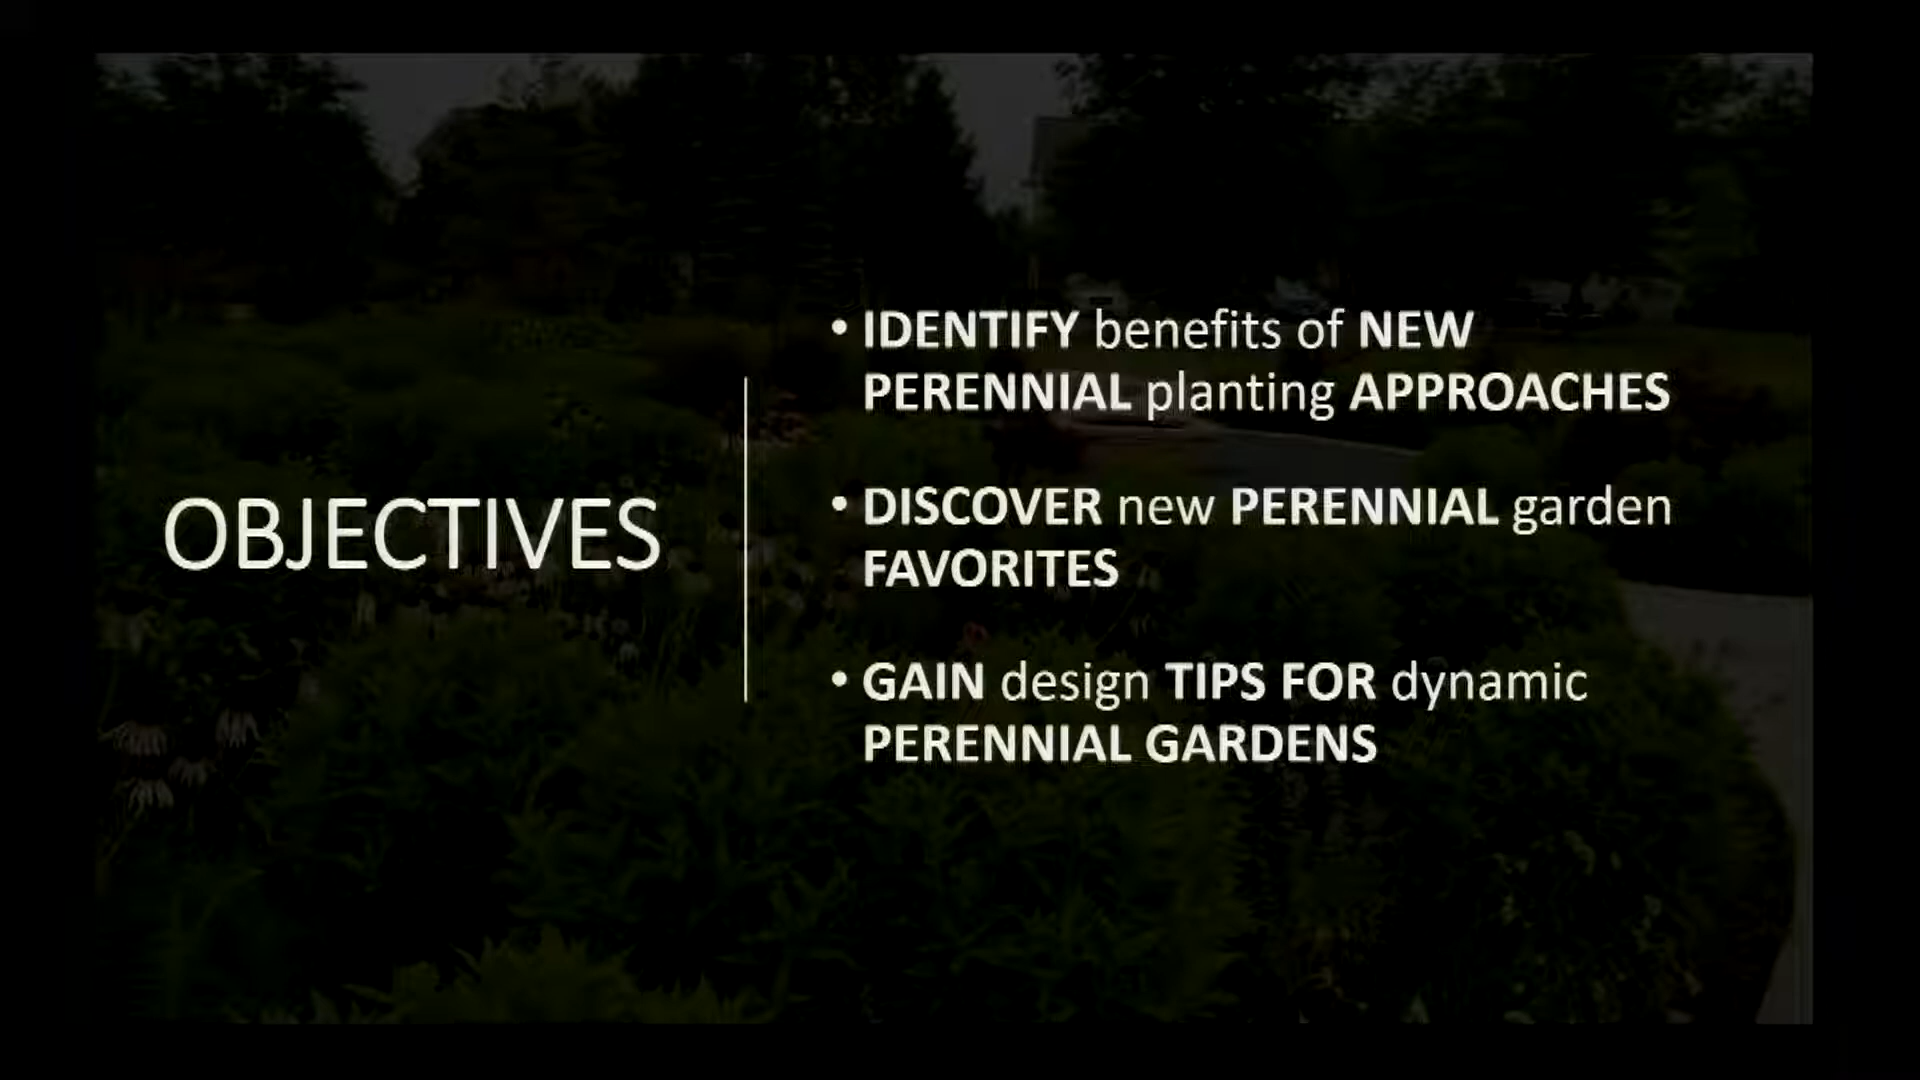 OBJECTIVES
• IDENTIFY benefits of NEW
PERENNIAL planting APPROACHES
• DISCOVER new PERENNIAL garden
FAVORITES
• GAIN design TIPS FOR dynamic
PERENNIAL GARDENS